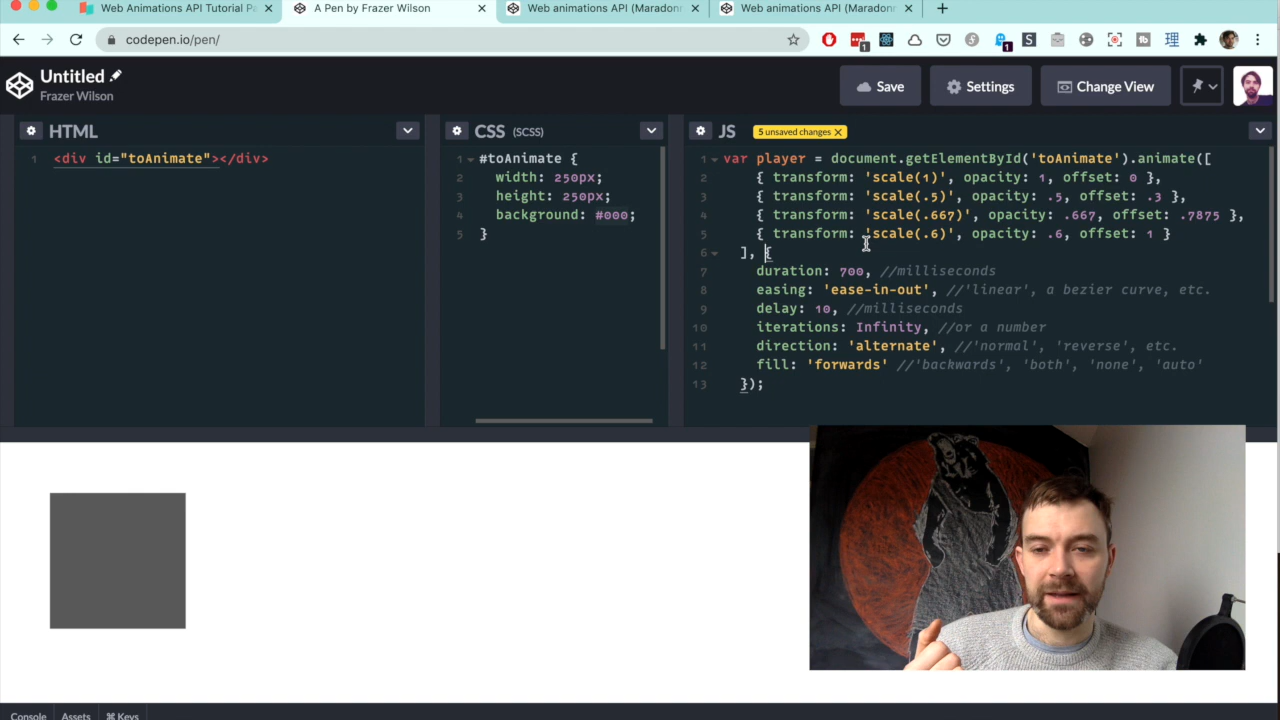 Web Animations API Tutorial Pa
A Pen by Frazer Wilson
Web animations API (Maradonn
Web animations API (Maradonn
codepen.io/pen/
1
1
S
S
理
Untitled
Frazer Wilson
Save
Settings
Change View
HTML
1 <div id="toAnimate"></div>
CSS (SCSS)
1 #toAnimate {
2 width: 250px;
3 height: 250px;
4 background: #000;
5 }
JS 5 unsaved changes X
1 var player = document.getElementById('toAnimate').animate([
2 { transform: 'scale(1)', opacity: 1, offset: 0 },
3 { transform: 'scale(.5)', opacity: .5, offset: .3 },
4 { transform: 'scale(.667)', opacity: .667, offset: .7875 },
5 { transform: 'scale(.6)', opacity: .6, offset: 1 }
6 ], {
7 duration: 700, //milliseconds
8 easing: 'ease-in-out', //'linear', a bezier curve, etc.
9 delay: 10, //milliseconds
10 iterations: Infinity, //or a number
11 direction: 'alternate', //'normal', 'reverse', etc.
12 fill: 'forwards' //'backwards', 'both', 'none', 'auto'
13 });
Console
Assets
⌘ Keys